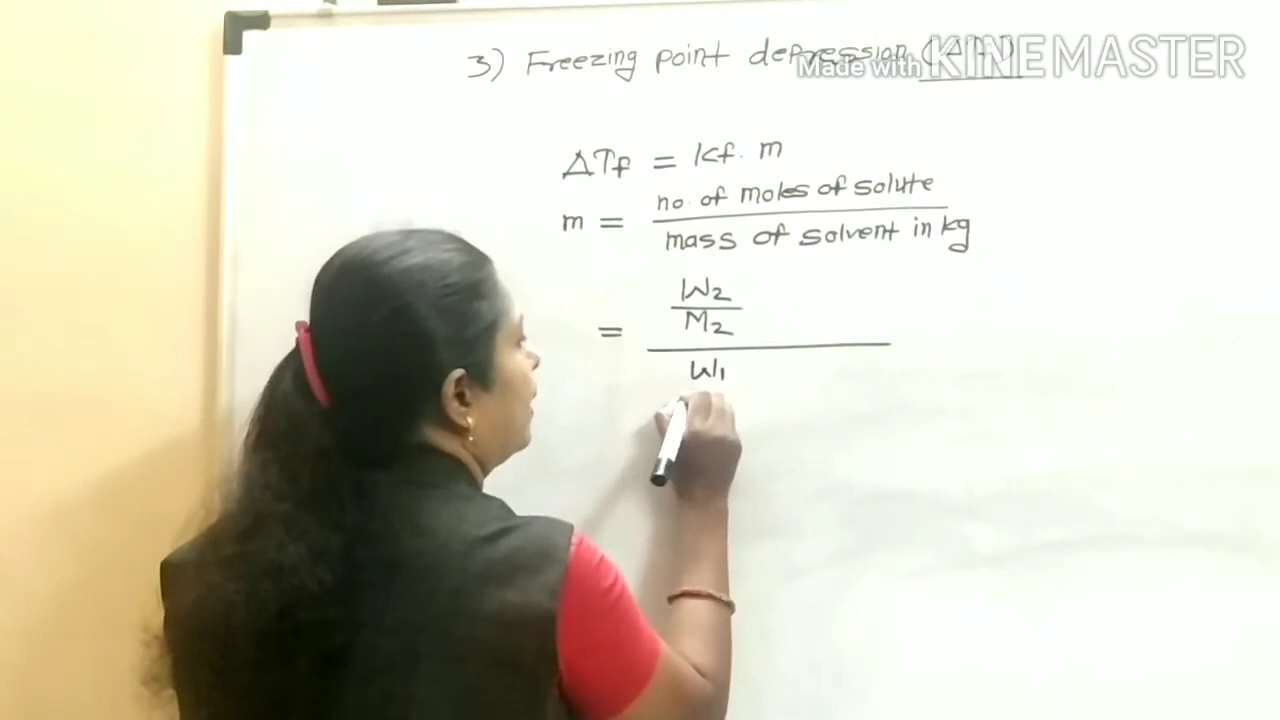 3) Freezing point depression
Made with KINEMASTER
ΔTf = kf. m
m = no. of moles of solute
mass of solvent in kg
= W2
M2
W1